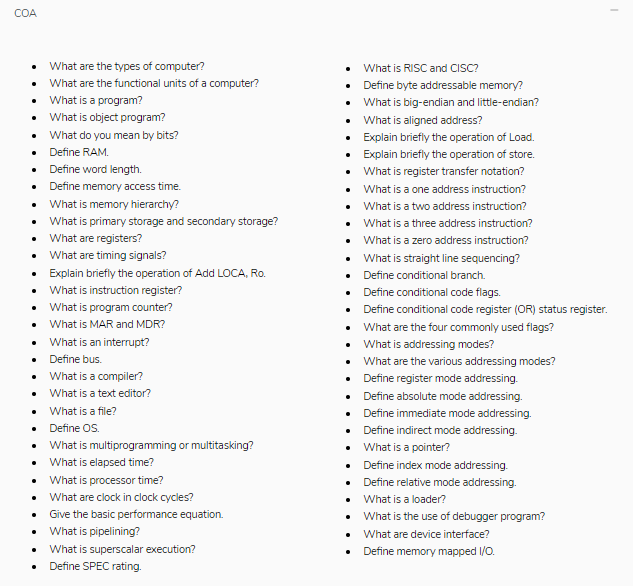 COA
What are the types of computer?
What are the functional units of a computer?
What is a program?
What is object program?
What do you mean by bits?
Define RAM.
Define word length.
Define memory access time.
What is memory hierarchy?
What is primary storage and secondary storage?
What are registers?
What are timing signals?
Explain briefly the operation of Add LOCA, Ro.
What is instruction register?
What is program counter?
What is MAR and MDR?
What is an interrupt?
Define bus.
What is a compiler?
What is a text editor?
What is a file?
Define OS.
What is multiprogramming or multitasking?
What is elapsed time?
What is processor time?
What are clock in clock cycles?
Give the basic performance equation.
What is pipelining?
What is superscalar execution?
Define SPEC rating.
What is RISC and CISC?
Define byte addressable memory?
What is big-endian and little-endian?
What is aligned address?
Explain briefly the operation of Load.
Explain briefly the operation of store.
What is register transfer notation?
What is a one address instruction?
What is a two address instruction?
What is a three address instruction?
What is a zero address instruction?
What is straight line sequencing?
Define conditional branch.
Define conditional code flags.
Define conditional code register (OR) status register.
What are the four commonly used flags?
What is addressing modes?
What are the various addressing modes?
Define register mode addressing.
Define absolute mode addressing.
Define immediate mode addressing.
Define indirect mode addressing.
What is a pointer?
Define index mode addressing.
Define relative mode addressing.
What is a loader?
What is the use of debugger program?
What are device interface?
Define memory mapped I/O.